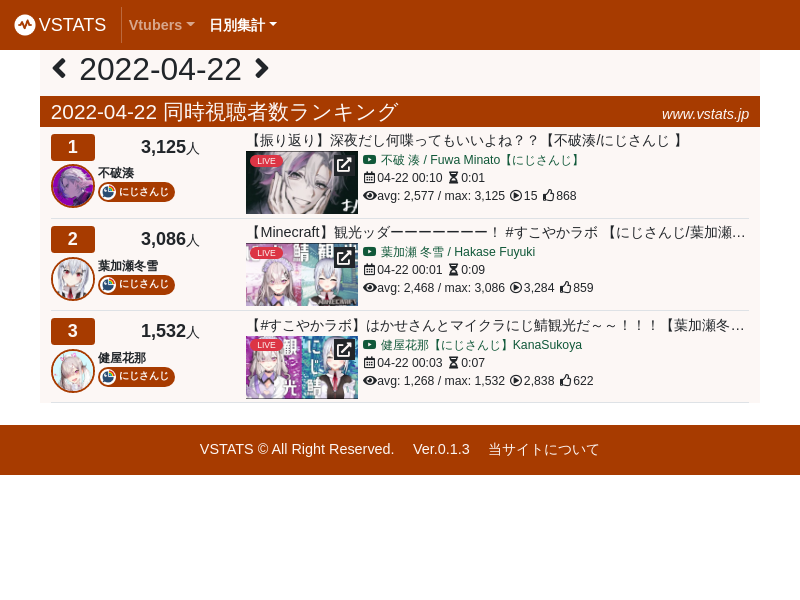 VSTATS Vtubers 日別集計
2022-04-22
2022-04-22 同時視聴者数ランキング www.vstats.jp
1 3,125人
不破湊
にじさんじ
【振り返り】深夜だし何喋ってもいいよね？？【不破湊/にじさんじ 】
LIVE
不破 湊 / Fuwa Minato【にじさんじ】
04-22 00:10 0:01
avg: 2,577 / max: 3,125 15 868
2 3,086人
葉加瀬冬雪
にじさんじ
【Minecraft】観光ッダーーーーーーー！ #すこやかラボ 【にじさんじ/葉加瀬…
LIVE
葉加瀬 冬雪 / Hakase Fuyuki
04-22 00:01 0:09
avg: 2,468 / max: 3,086 3,284 859
3 1,532人
健屋花那
にじさんじ
【#すこやかラボ】はかせさんとマイクラにじ鯖観光だ～～！！！【葉加瀬冬…
LIVE
健屋花那【にじさんじ】KanaSukoya
04-22 00:03 0:07
avg: 1,268 / max: 1,532 2,838 622
VSTATS © All Right Reserved. Ver.0.1.3 当サイトについて